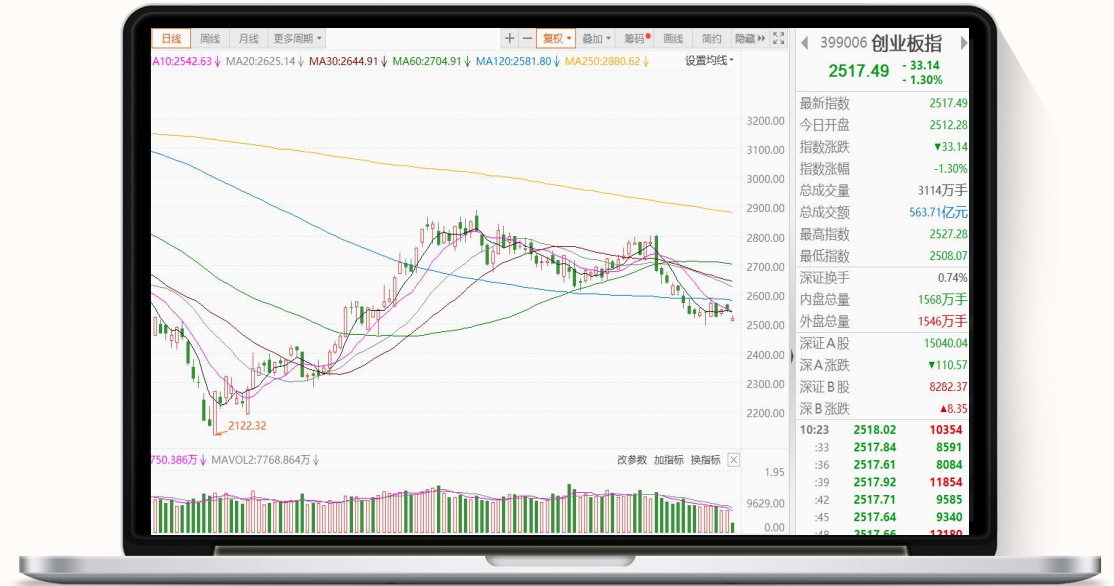 日线 周线 月线 更多周期 + − 复权 叠加 筹码 画线 简约 隐藏
A10:2542.63↓ MA20:2625.14↓ MA30:2644.91↓ MA60:2704.91↓ MA120:2581.80↓ MA250:2880.62↓ 设置均线
3200.00
3100.00
3000.00
2900.00
2800.00
2700.00
2600.00
2500.00
2400.00
2300.00
2200.00
2122.32
750.386万↓ MAVOL2:7768.864万↓ 改参数 加指标 换指标 ×
1.95
9629.00
0.00
399006 创业板指
2517.49 - 33.14
- 1.30%
最新指数 2517.49
今日开盘 2512.28
指数涨跌 ▼33.14
指数涨幅 -1.30%
总成交量 3114万手
总成交额 563.71亿元
最高指数 2527.28
最低指数 2508.07
深证换手 0.74%
内盘总量 1568万手
外盘总量 1546万手
深证A股 15040.04
深A涨跌 ▼110.57
深证B股 8282.37
深B涨跌 ▲8.35
10:23 2518.02 10354
:33 2517.84 8591
:36 2517.61 8084
:39 2517.92 11854
:42 2517.71 9585
:45 2517.64 9340
:48 2517.66 12180